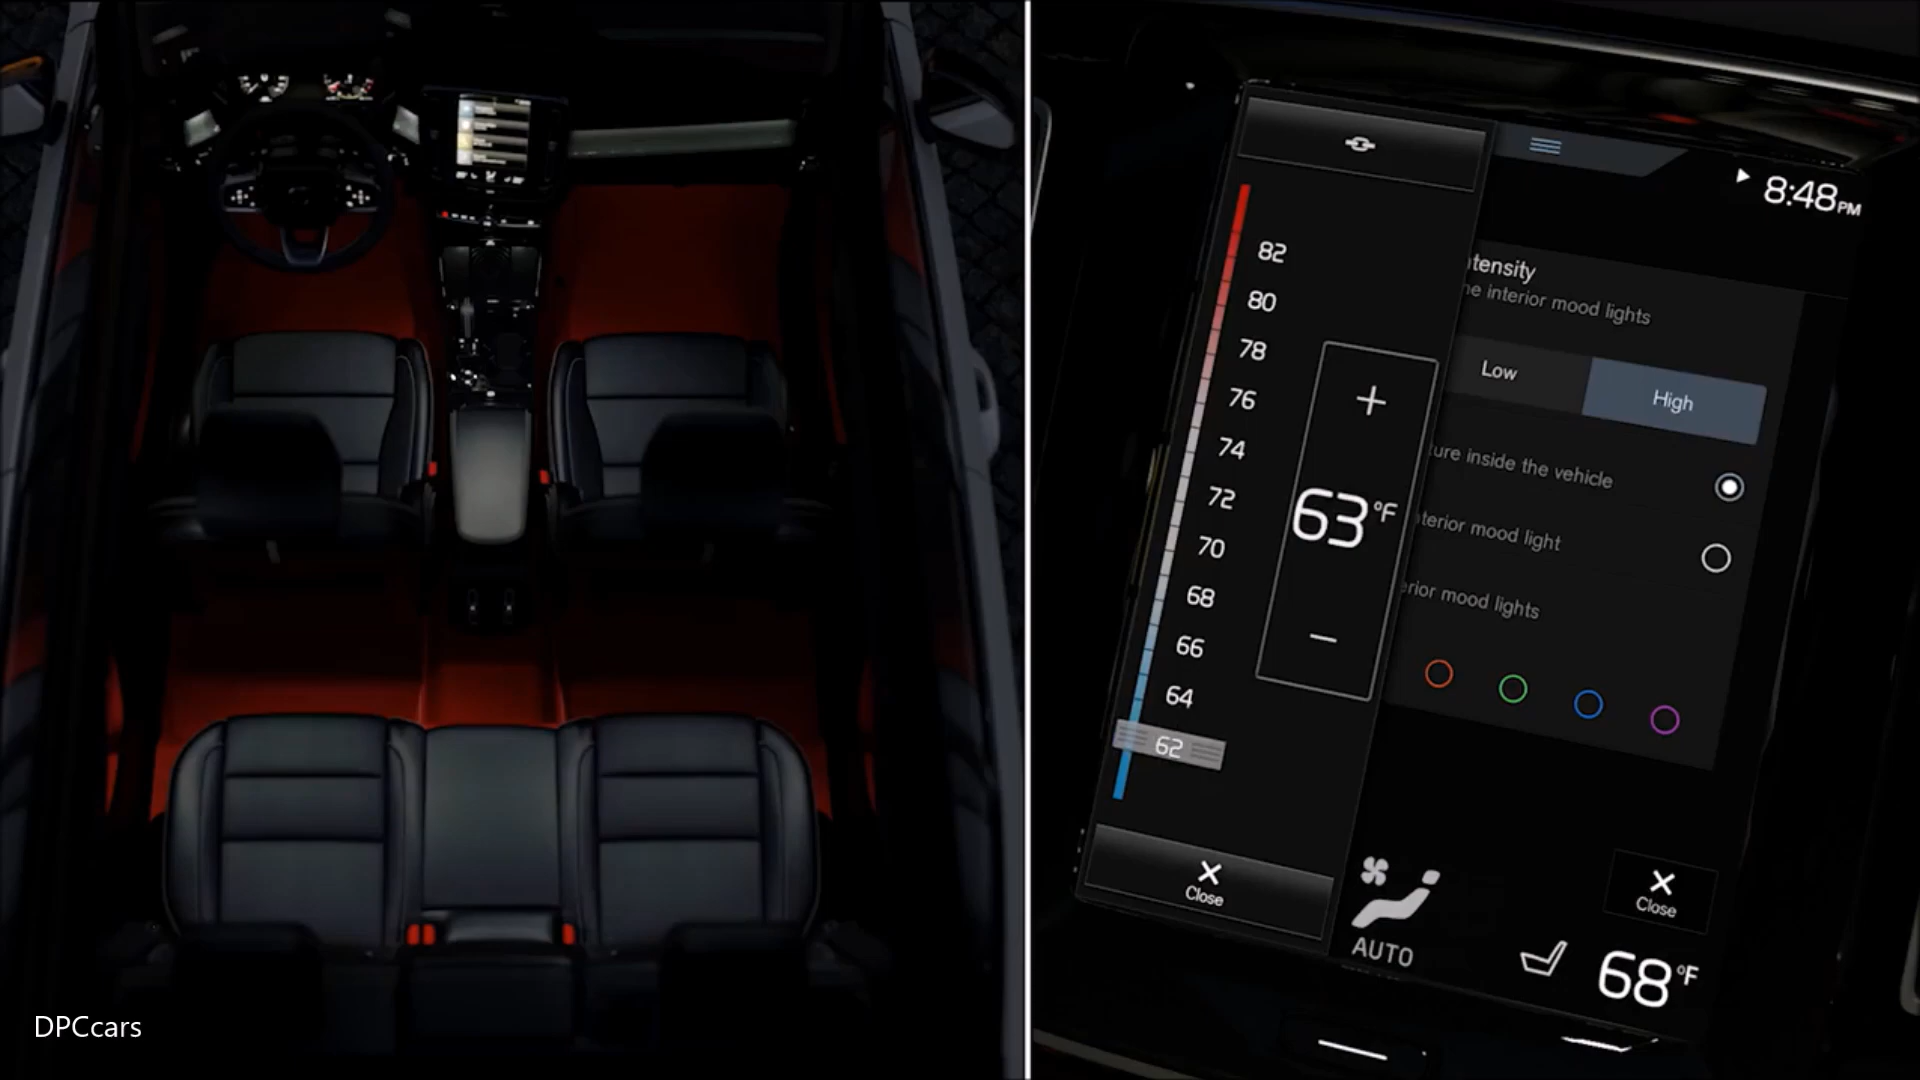 8:48PM
82
80
78
76
74
72
70
68
66
64
62
63°F
tensity
e interior mood lights
Low
High
ture inside the vehicle
terior mood light
erior mood lights
Close
AUTO
Close
68°F
DPCcars